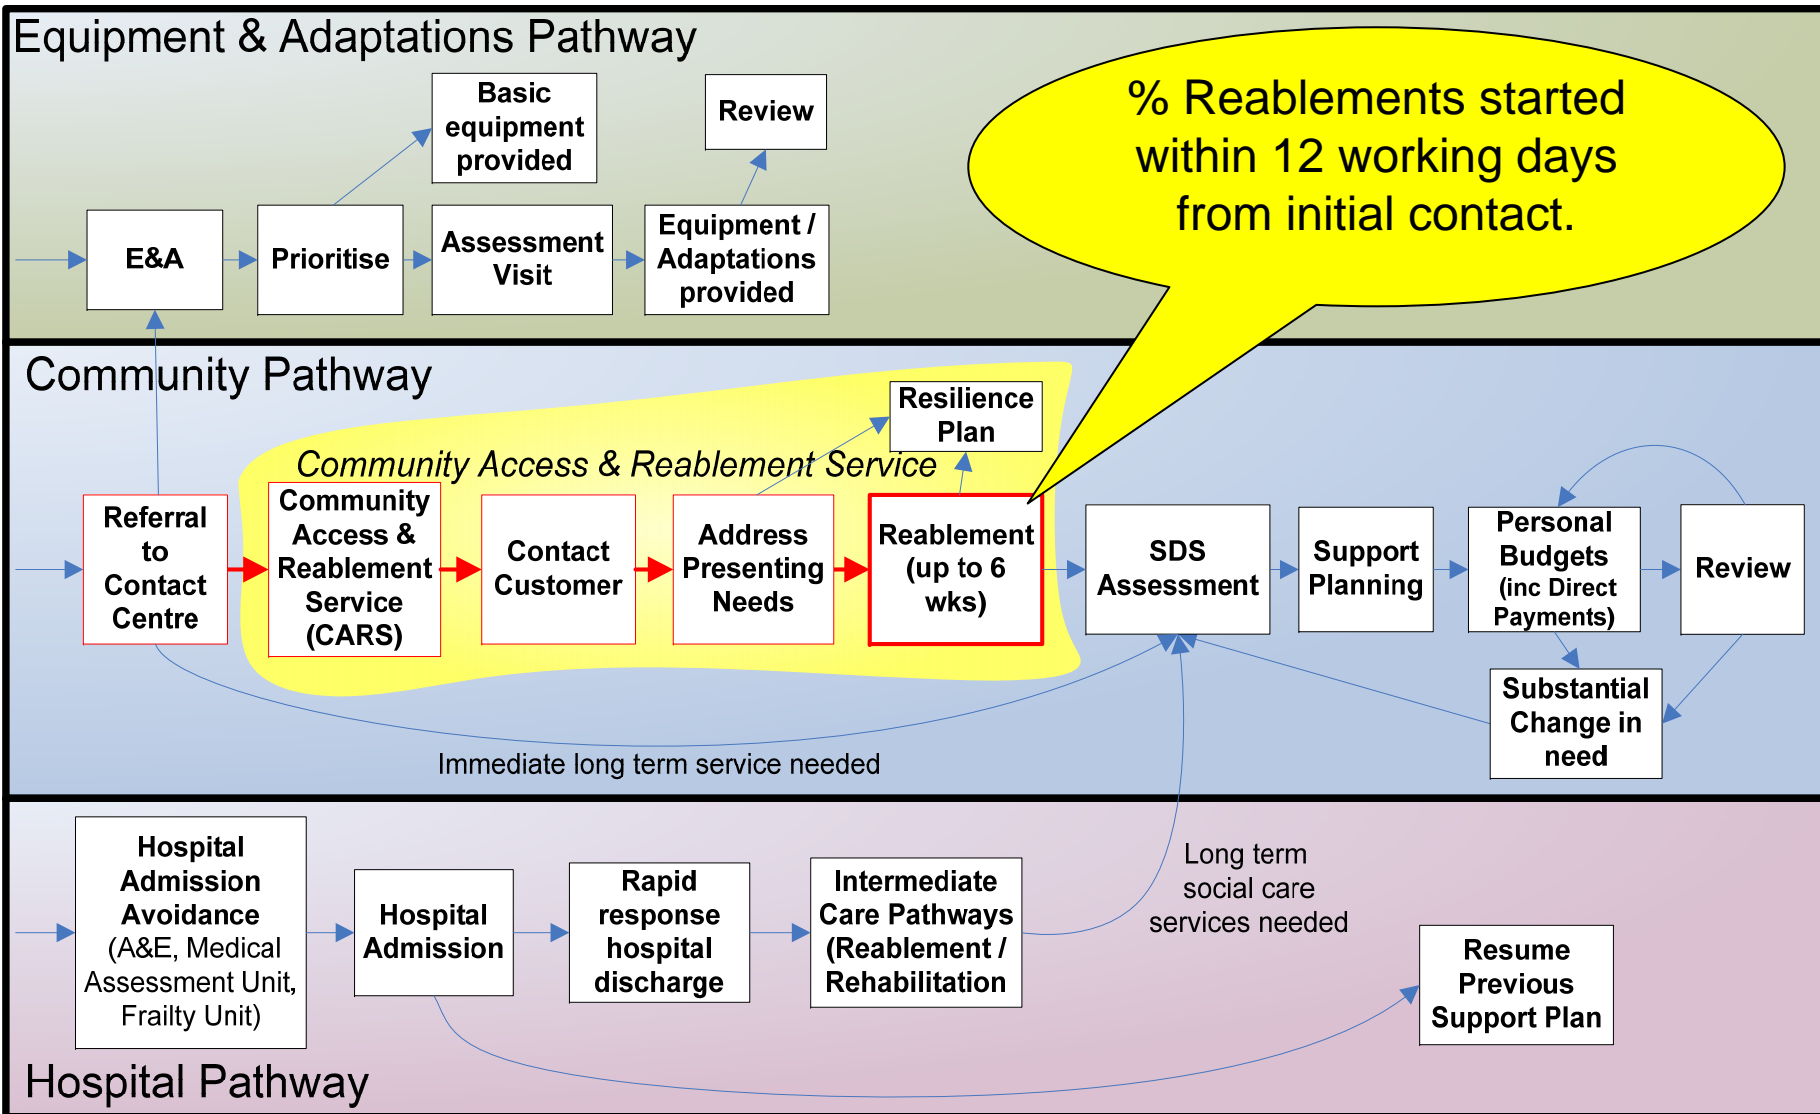 Equipment & Adaptations Pathway
% Reablements started
within 12 working days
from initial contact.
Basic
equipment
provided
Review
E&A
Prioritise
Assessment
Visit
Equipment /
Adaptations
provided
Community Pathway
Resilience
Plan
Community Access & Reablement Service
Referral
to
Contact
Centre
Community
Access &
Reablement
Service
(CARS)
Contact
Customer
Address
Presenting
Needs
Reablement
(up to 6
wks)
SDS
Assessment
Support
Planning
Personal
Budgets
(inc Direct
Payments)
Review
Substantial
Change in
need
Immediate long term service needed
Hospital
Admission
Avoidance
(A&E, Medical
Assessment Unit,
Frailty Unit)
Hospital
Admission
Rapid
response
hospital
discharge
Intermediate
Care Pathways
(Reablement /
Rehabilitation
Long term
social care
services needed
Resume
Previous
Support Plan
Hospital Pathway